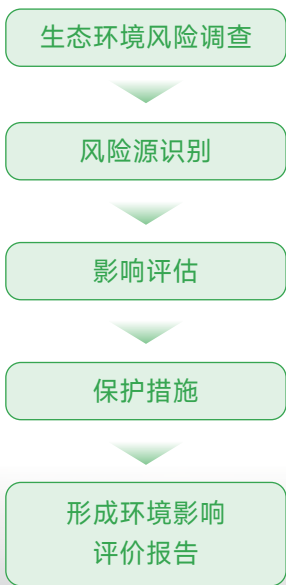 生态环境风险调查
风险源识别
影响评估
保护措施
形成环境影响
评价报告